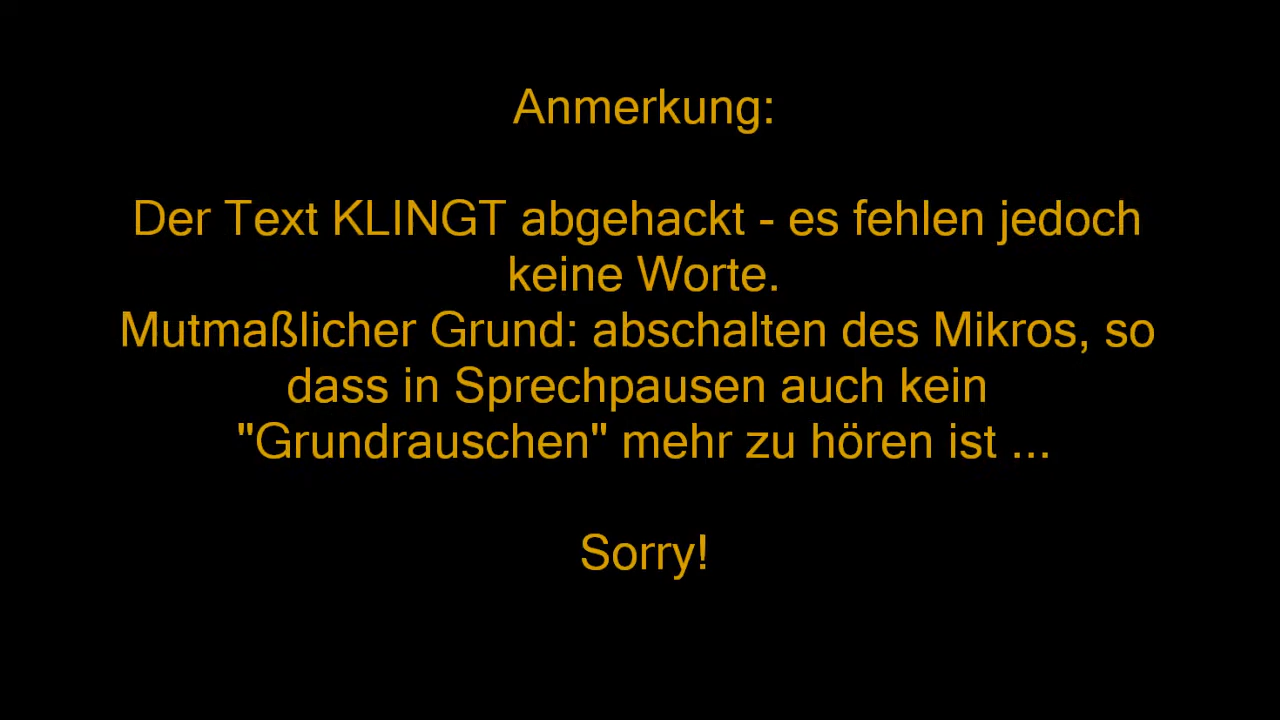 Anmerkung:
Der Text KLINGT abgehackt - es fehlen jedoch
keine Worte.
Mutmaßlicher Grund: abschalten des Mikros, so
dass in Sprechpausen auch kein
"Grundrauschen" mehr zu hören ist ...
Sorry!